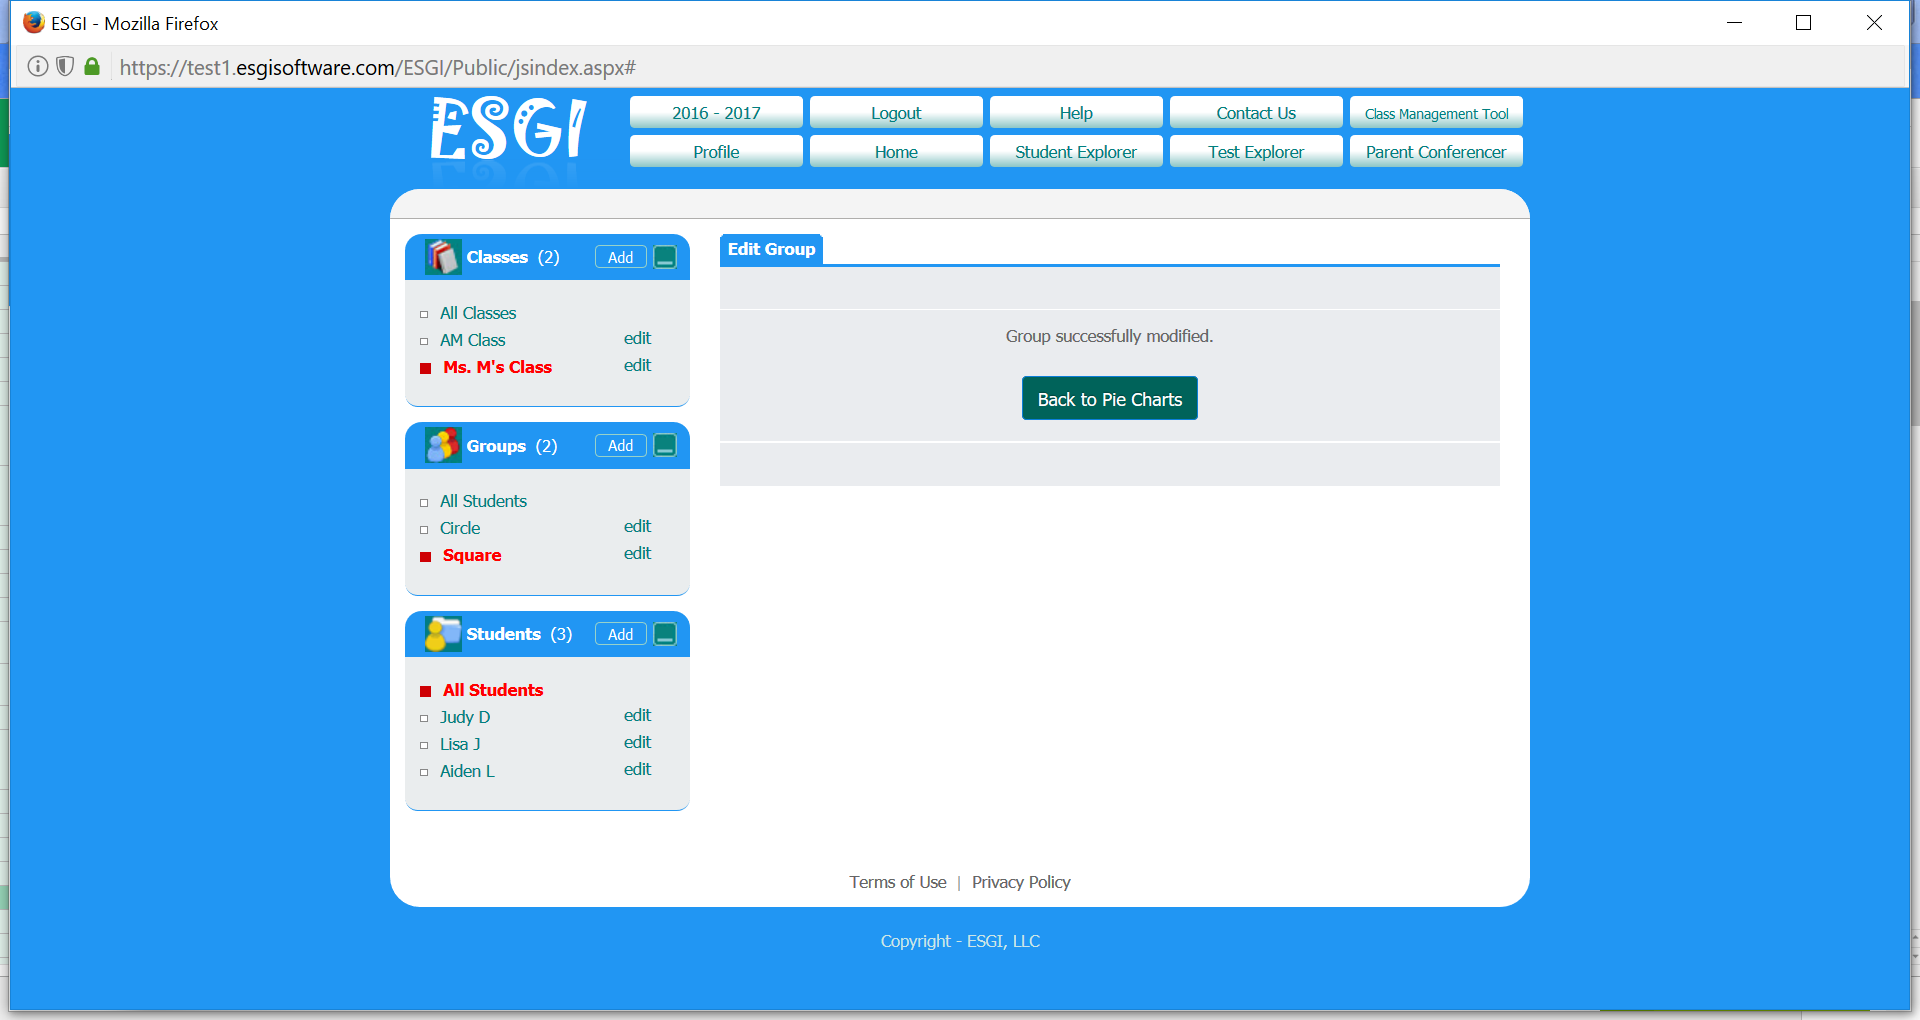 ESGI - Mozilla Firefox
https://test1.esgisoftware.com/ESGI/Public/jsindex.aspx#
ESGI
2016 - 2017 Logout Help Contact Us Class Management Tool
Profile Home Student Explorer Test Explorer Parent Conferencer
Classes (2) Add
All Classes
AM Class edit
Ms. M's Class edit
Groups (2) Add
All Students
Circle edit
Square edit
Students (3) Add
All Students
Judy D edit
Lisa J edit
Aiden L edit
Edit Group
Group successfully modified.
Back to Pie Charts
Terms of Use | Privacy Policy
Copyright - ESGI, LLC